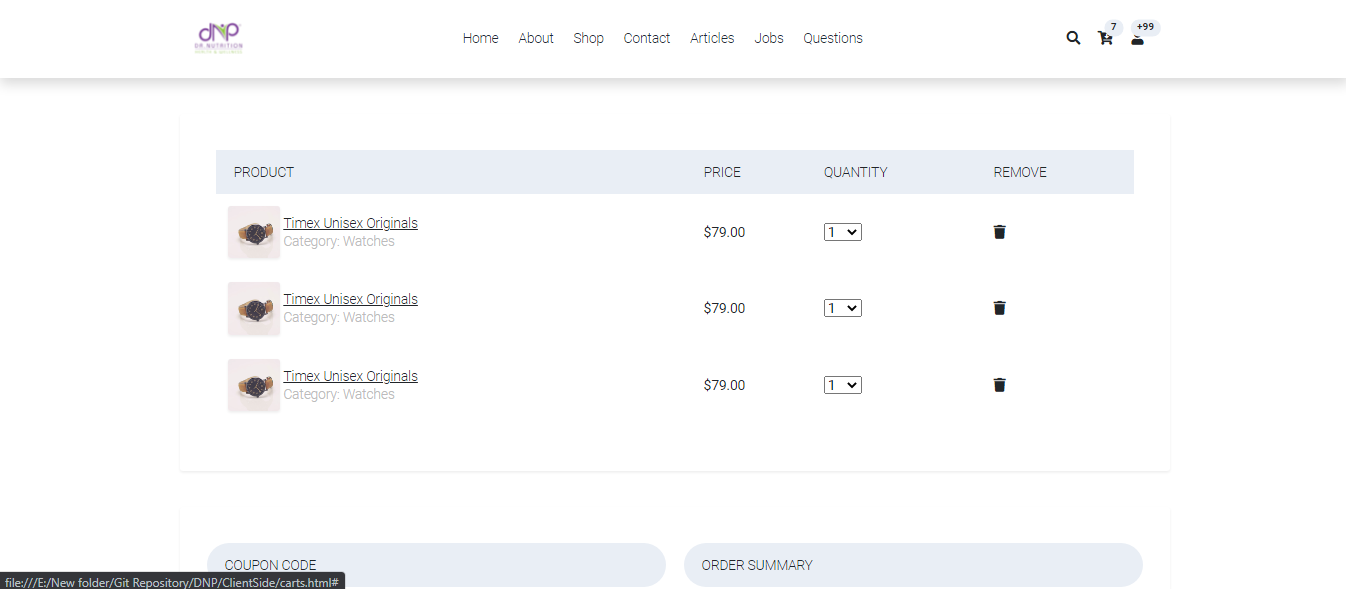 dNP
DR.NUTRITION
Home About Shop Contact Articles Jobs Questions
7
+99
PRODUCT PRICE QUANTITY REMOVE
Timex Unisex Originals
Category: Watches
$79.00
1
Timex Unisex Originals
Category: Watches
$79.00
1
Timex Unisex Originals
Category: Watches
$79.00
1
COUPON CODE
ORDER SUMMARY
file:///E:/New folder/Git Repository/DNP/ClientSide/carts.html#